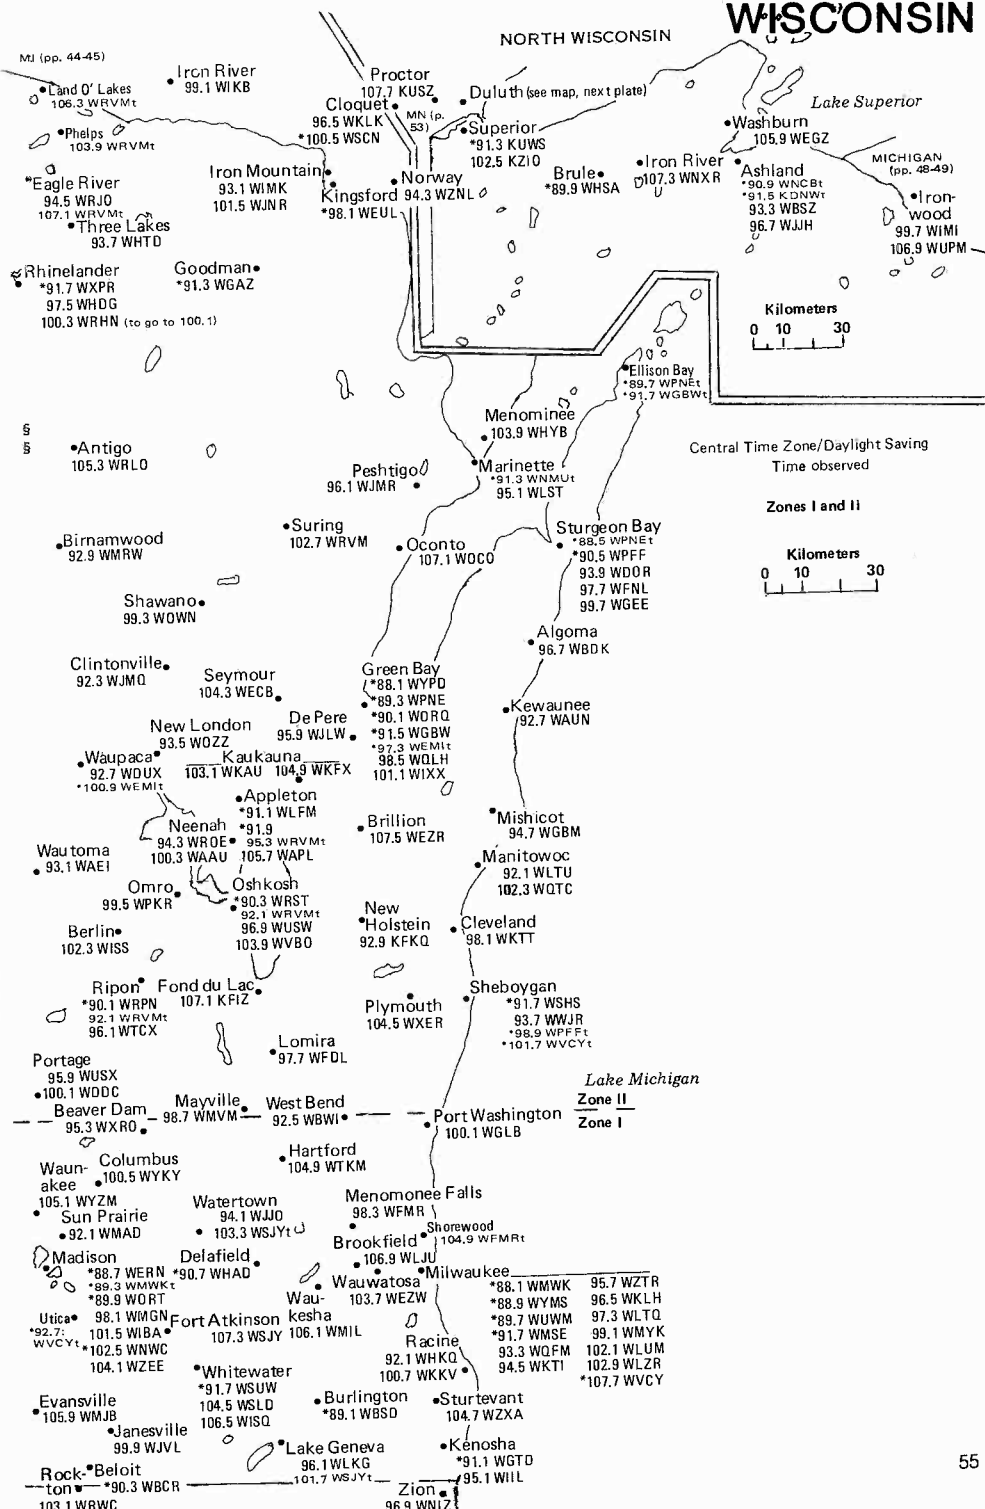 WISCONSIN
NORTH WISCONSIN
MI (pp. 44-45)
Land O' Lakes
106.3 WRVMt
Iron River
99.1 WIKB
Proctor
107.7 KUSZ
Duluth (see map, next plate)
Cloquet
96.5 WKLK
*100.5 WSCN
MN (p.
53)
Superior
*91.3 KUWS
102.5 KZIO
Lake Superior
Washburn
105.9 WEGZ
MICHIGAN
(pp. 48-49)
Phelps
103.9 WRVMt
*Eagle River
94.5 WRJO
107.1 WRVMt
Three Lakes
93.7 WHTD
Iron Mountain
93.1 WIMK
101.5 WJNR
Kingsford
*98.1 WEUL
Norway
94.3 WZNL
Brule
*89.9 WHSA
Iron River
107.3 WNXR
Ashland
*90.9 WNCBt
*91.5 KDNWt
93.3 WBSZ
96.7 WJJH
Iron-
wood
99.7 WIMI
106.9 WUPM
Rhinelander
*91.7 WXPR
97.5 WHDG
100.3 WRHN (to go to 100.1)
Goodman
*91.3 WGAZ
Kilometers
0 10 30
Ellison Bay
*89.7 WPNEt
*91.7 WGBWt
Menominee
103.9 WHYB
§
§
Antigo
105.3 WRLO
Peshtigo
96.1 WJMR
Marinette
*91.3 WNMUt
95.1 WLST
Central Time Zone/Daylight Saving
Time observed
Zones I and II
Kilometers
0 10 30
Birnamwood
92.9 WMRW
Suring
102.7 WRVM
Oconto
107.1 WOCO
Sturgeon Bay
*88.5 WPNEt
*90.5 WPFF
93.9 WDOR
97.7 WFNL
99.7 WGEE
Shawano
99.3 WOWN
Algoma
96.7 WBDK
Clintonville
92.3 WJMQ
Seymour
104.3 WECB
Green Bay
*88.1 WYPD
*89.3 WPNE
*90.1 WORQ
*91.5 WGBW
*97.3 WEMIt
98.5 WQLH
101.1 WIXX
Kewaunee
92.7 WAUN
New London
93.5 WOZZ
De Pere
95.9 WJLW
Waupaca
92.7 WDUX
*100.9 WEMIt
Kaukauna
103.1 WKAU 104.9 WKFX
Appleton
*91.1 WLFM
*91.9
95.3 WRVMt
105.7 WAPL
Neenah
94.3 WROE
100.3 WAAU
Brillion
107.5 WEZR
Mishicot
94.7 WGBM
Wautoma
93.1 WAEI
Manitowoc
92.1 WLTU
102.3 WQTC
Omro
99.5 WPKR
Oshkosh
*90.3 WRST
92.1 WRVMt
96.9 WUSW
103.9 WVBO
Berlin
102.3 WISS
New
Holstein
92.9 KFKQ
Cleveland
98.1 WKTT
Ripon
*90.1 WRPN
92.1 WRVMt
96.1 WTCX
Fond du Lac
107.1 KFIZ
Plymouth
104.5 WXER
Sheboygan
*91.7 WSHS
93.7 WWJR
*98.9 WPFFt
*101.7 WVCYt
Lomira
97.7 WFDL
Portage
95.9 WUSX
100.1 WDDC
Lake Michigan
Zone II
Zone I
Beaver Dam
95.3 WXRO
Mayville
98.7 WMVM
West Bend
92.5 WBWI
Port Washington
100.1 WGLB
Waun-
akee
105.1 WYZM
Columbus
100.5 WYKY
Hartford
104.9 WTKM
Sun Prairie
92.1 WMAD
Watertown
94.1 WJJO
103.3 WSJYt
Menomonee Falls
98.3 WFMR
Shorewood
104.9 WFMRt
Brookfield
106.9 WLJU
Madison
*88.7 WERN
*89.3 WMWKt
*89.9 WORT
98.1 WMGN
101.5 WIBA
*102.5 WNWC
104.1 WZEE
Delafield
*90.7 WHAD
Wauwatosa
103.7 WEZW
Milwaukee
*88.1 WMWK
*88.9 WYMS
*89.7 WUWM
*91.7 WMSE
93.3 WQFM
94.5 WKTI
95.7 WZTR
96.5 WKLH
97.3 WLTQ
99.1 WMYK
102.1 WLUM
102.9 WLZR
*107.7 WVCY
Utica
*92.7:
WVCYt
Fort Atkinson
107.3 WSJY
Wau-
kesha
106.1 WMIL
Racine
92.1 WHKQ
100.7 WKKV
Whitewater
*91.7 WSUW
104.5 WSLD
106.5 WISQ
Evansville
105.9 WMJB
Burlington
*89.1 WBSD
Sturtevant
104.7 WZXA
Janesville
99.9 WJVL
Lake Geneva
96.1 WLKG
101.7 WSJYt
Kenosha
*91.1 WGTD
95.1 WIIL
55
Rock-
ton
103.1 WRWC
Beloit
*90.3 WBCR
Zion
96.9 WNIZ